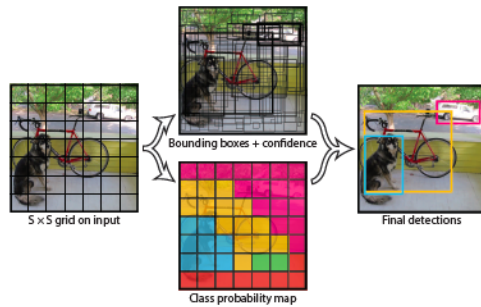 S × S grid on input
Bounding boxes + confidence
Class probability map
Final detections